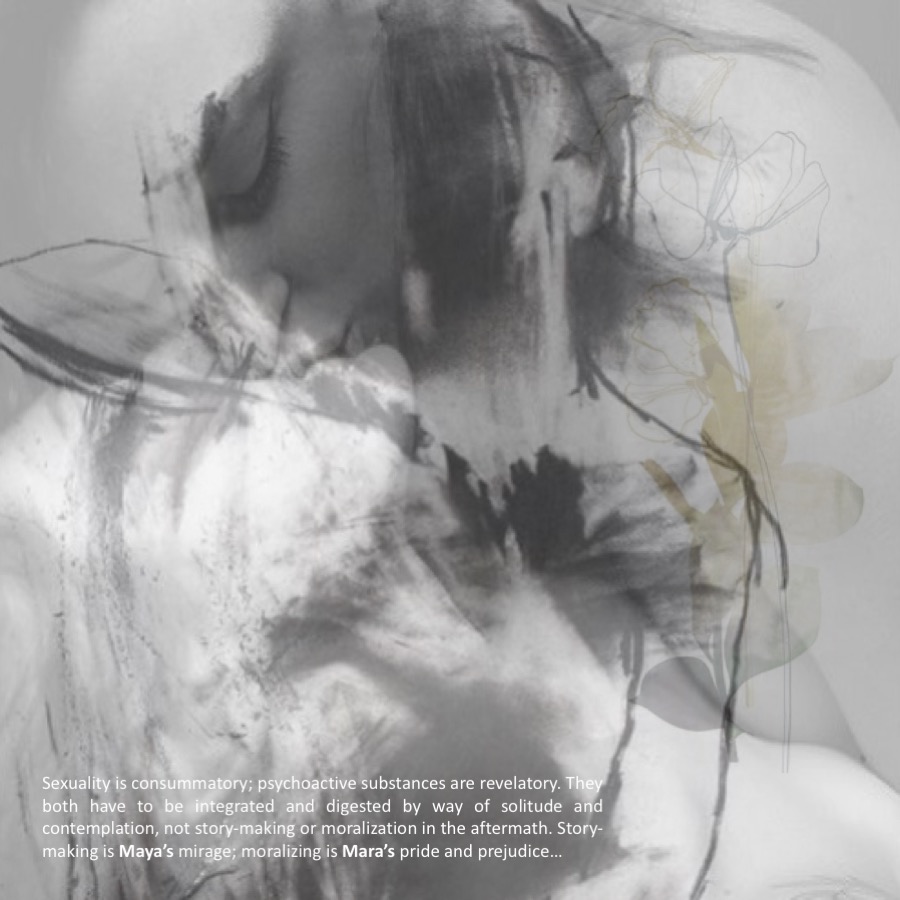 Sexuality is consummatory; psychoactive substances are revelatory. They
both have to be integrated and digested by way of solitude and
contemplation, not story-making or moralization in the aftermath. Story-
making is Maya’s mirage; moralizing is Mara’s pride and prejudice…